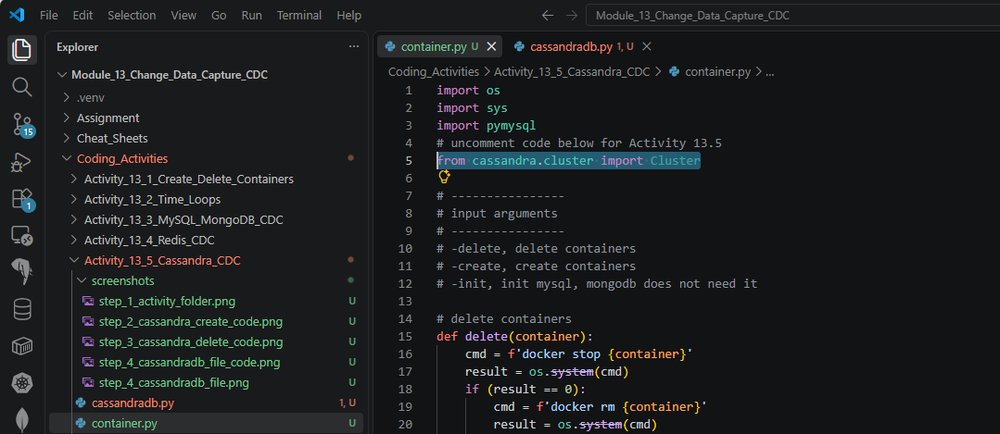 File Edit Selection View Go Run Terminal Help
Module_13_Change_Data_Capture_CDC
Explorer
Module_13_Change_Data_Capture_CDC
.venv
Assignment
Cheat_Sheets
Coding_Activities
Activity_13_1_Create_Delete_Containers
Activity_13_2_Time_Loops
Activity_13_3_MySQL_MongoDB_CDC
Activity_13_4_Redis_CDC
Activity_13_5_Cassandra_CDC
screenshots
step_1_activity_folder.png U
step_2_cassandra_create_code.png U
step_3_cassandra_delete_code.png U
step_4_cassandradb_file_code.png U
step_4_cassandradb_file.png U
cassandradb.py 1, U
container.py U
15
1
container.py U cassandradb.py 1, U
Coding_Activities > Activity_13_5_Cassandra_CDC > container.py > ...
1 import os
2 import sys
3 import pymysql
4 # uncomment code below for Activity 13.5
5 from cassandra.cluster import Cluster
6
7 # ----------------
8 # input arguments
9 # ----------------
10 # -delete, delete containers
11 # -create, create containers
12 # -init, init mysql, mongodb does not need it
13
14 # delete containers
15 def delete(container):
16 cmd = f'docker stop {container}'
17 result = os.system(cmd)
18 if (result == 0):
19 cmd = f'docker rm {container}'
20 result = os.system(cmd)